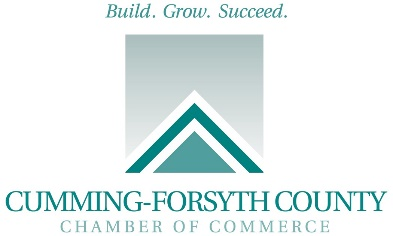 Build. Grow. Succeed.
CUMMING-FORSYTH COUNTY
CHAMBER OF COMMERCE